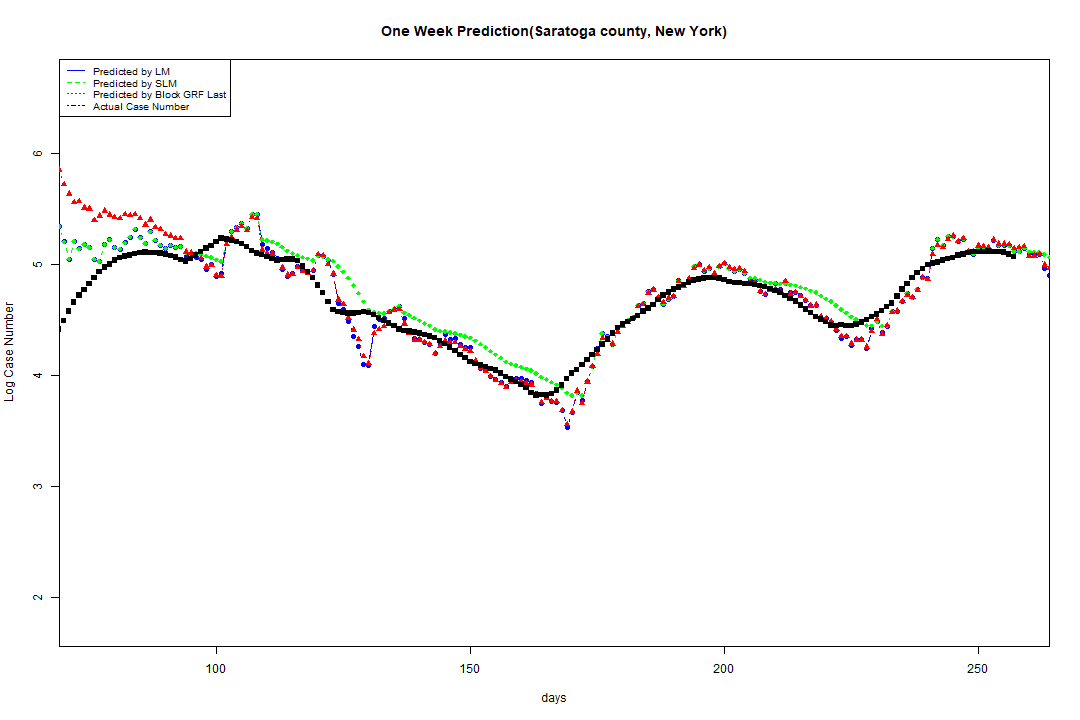 One Week Prediction(Saratoga county, New York)
Predicted by LM
Predicted by SLM
Predicted by Block GRF Last
Actual Case Number
Log Case Number
6
5
4
3
2
100 150 200 250
days